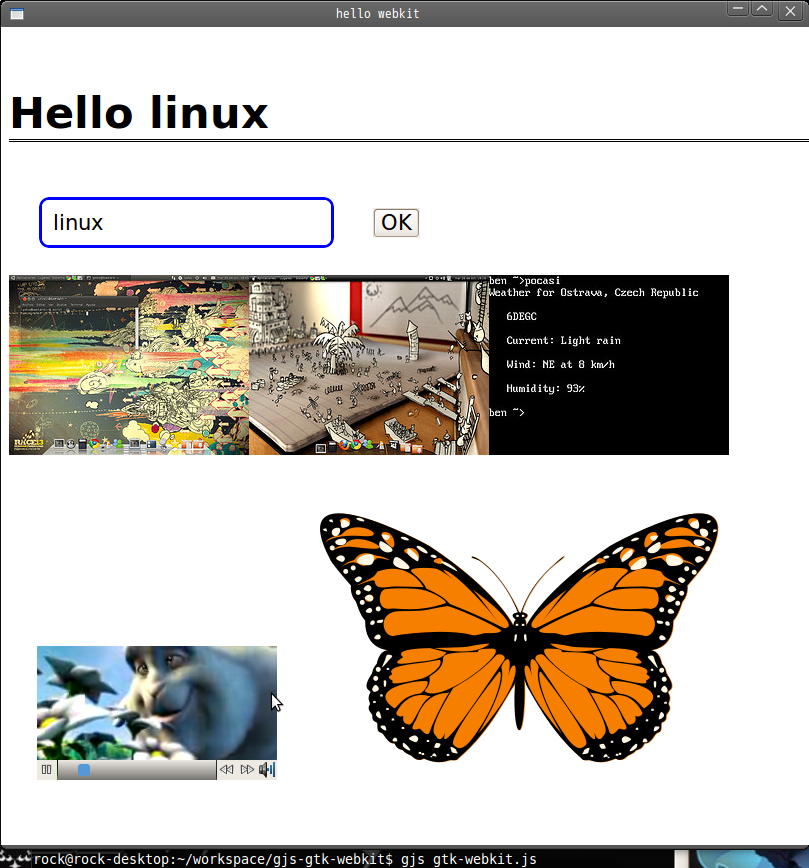 hello webkit
Hello linux
linux
OK
ben ~>pocasi
Weather for Ostrava, Czech Republic
6DEGC
Current: Light rain
Wind: NE at 8 km/h
Humidity: 93%
ben ~>
rock@rock-desktop:~/workspace/gjs-gtk-webkit$ gjs gtk-webkit.js